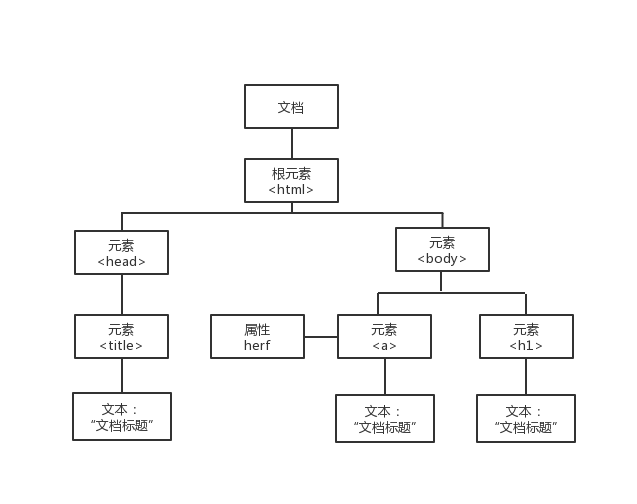 文档
根元素
<html>
元素
<head>
元素
<body>
元素
<title>
属性
herf
元素
<a>
元素
<h1>
文本：
“文档标题”
文本：
“文档标题”
文本：
“文档标题”